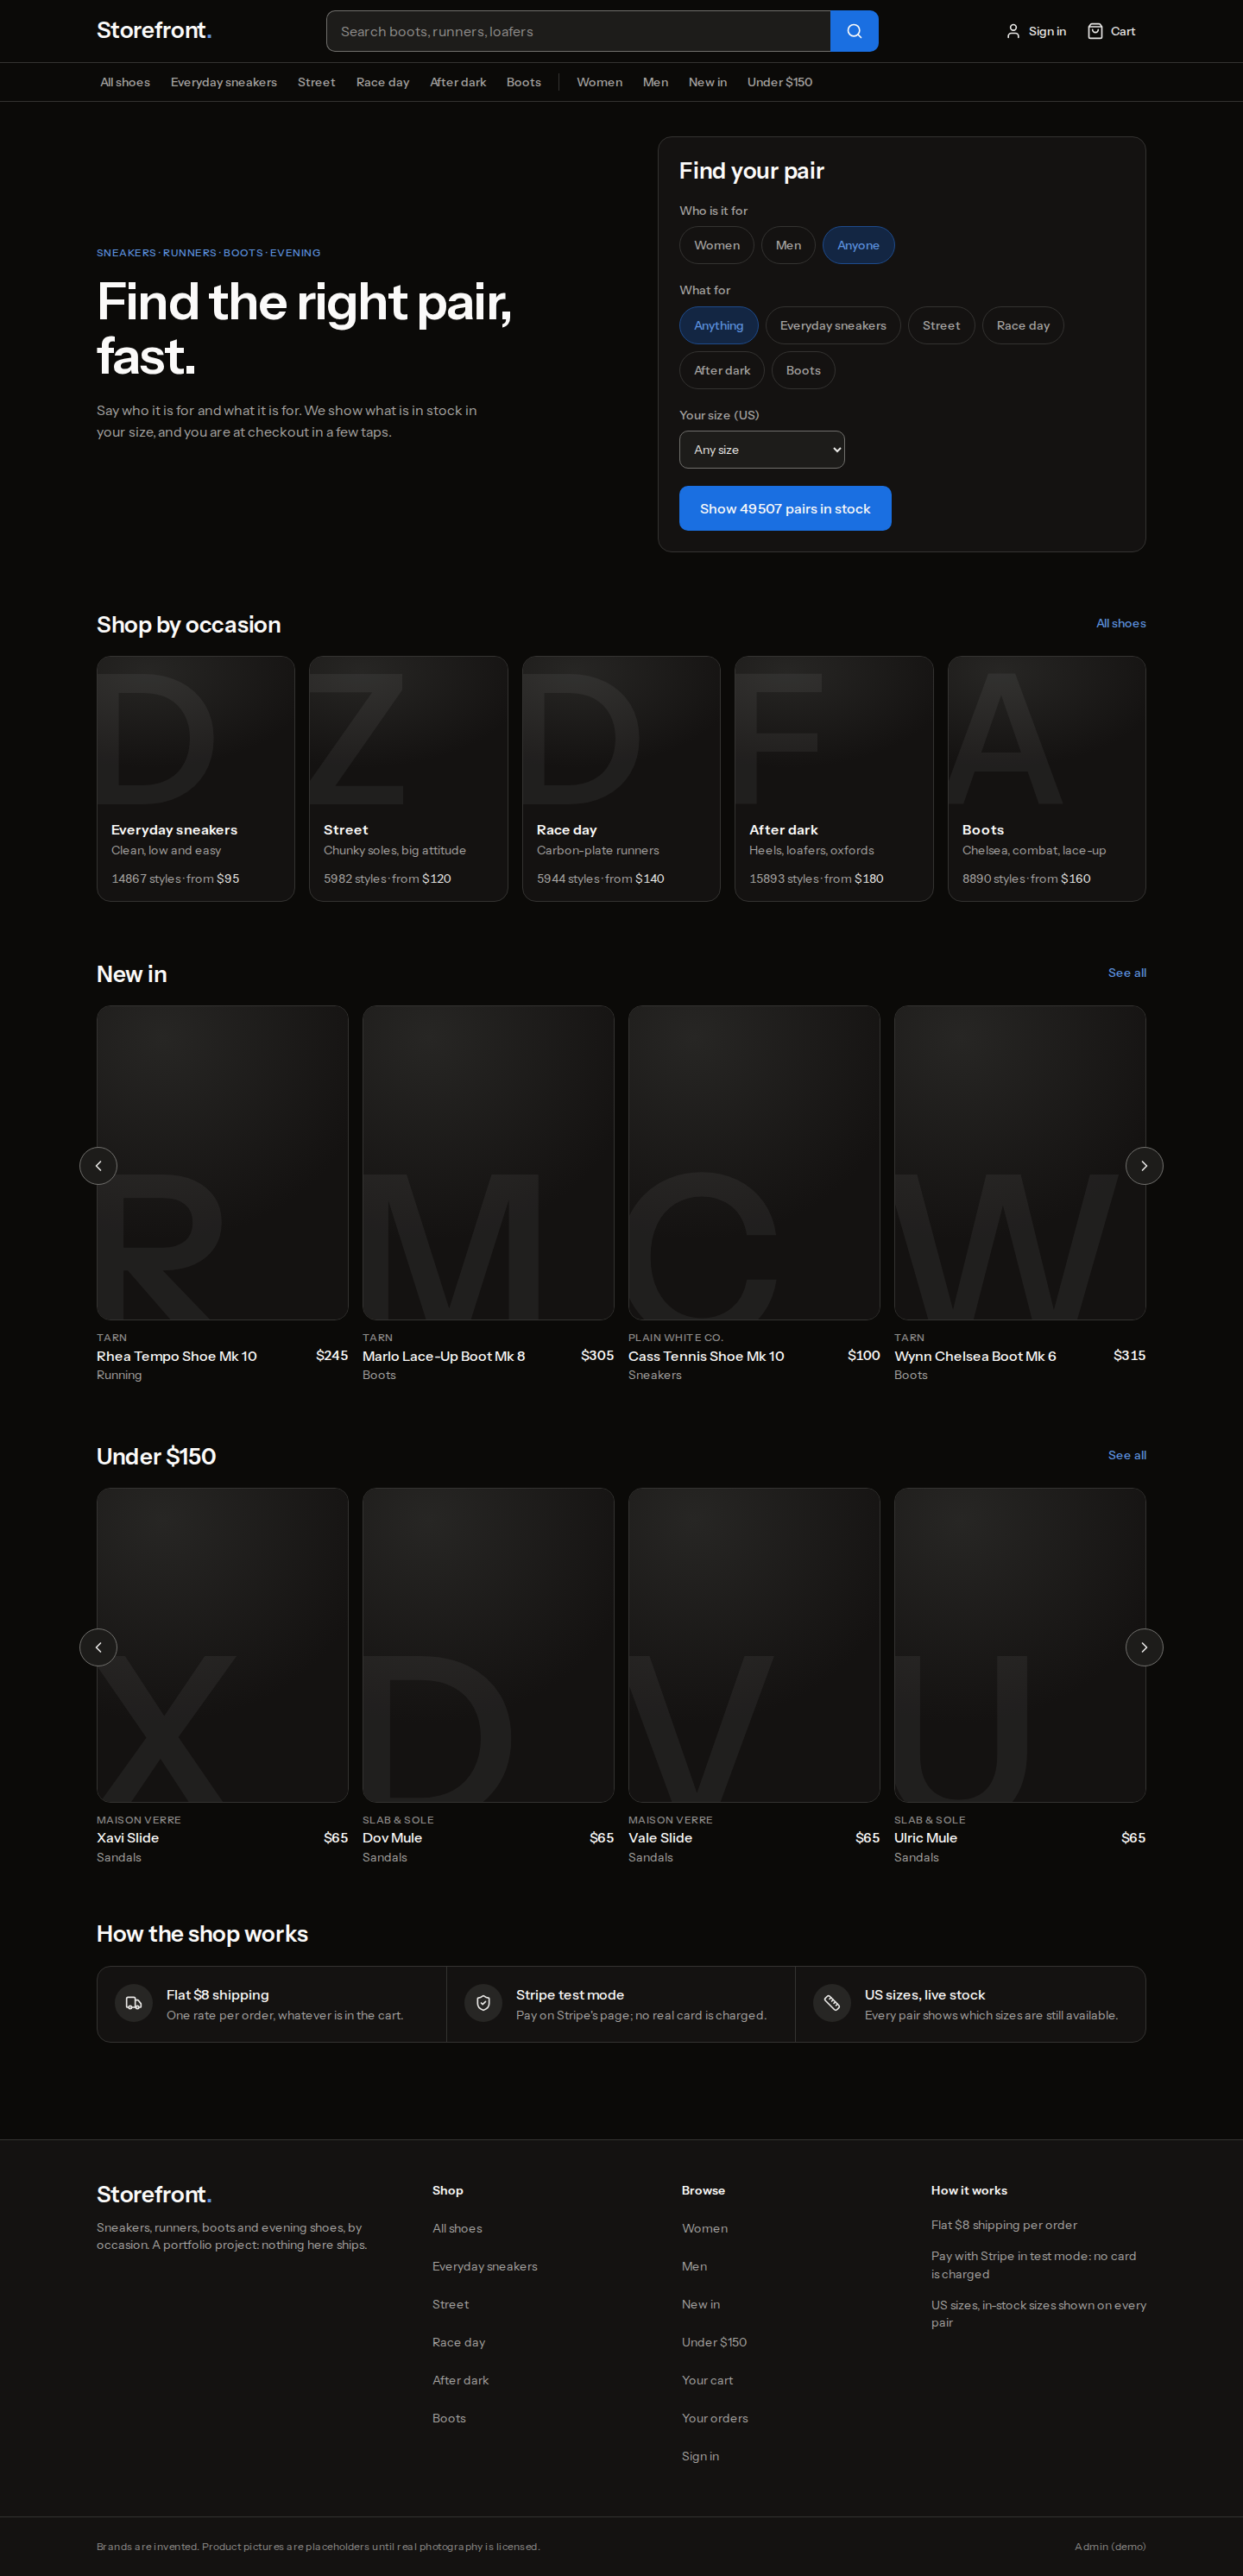 Storefront.
Search boots, runners, loafers
Sign in
Cart
All shoes
Everyday sneakers
Street
Race day
After dark
Boots
Women
Men
New in
Under $150
SNEAKERS · RUNNERS · BOOTS · EVENING
Find the right pair,
fast.
Say who it is for and what it is for. We show what is in stock in
your size, and you are at checkout in a few taps.
Find your pair
Who is it for
Women
Men
Anyone
What for
Anything
Everyday sneakers
Street
Race day
After dark
Boots
Your size (US)
Any size
Show 49507 pairs in stock
Shop by occasion
All shoes
D
Everyday sneakers
Clean, low and easy
14867 styles · from $95
Z
Street
Chunky soles, big attitude
5982 styles · from $120
D
Race day
Carbon-plate runners
5944 styles · from $140
F
After dark
Heels, loafers, oxfords
15893 styles · from $180
A
Boots
Chelsea, combat, lace-up
8890 styles · from $160
New in
See all
R
TARN
Rhea Tempo Shoe Mk 10
$245
Running
M
TARN
Marlo Lace-Up Boot Mk 8
$305
Boots
C
PLAIN WHITE CO.
Cass Tennis Shoe Mk 10
$100
Sneakers
W
TARN
Wynn Chelsea Boot Mk 6
$315
Boots
Under $150
See all
X
MAISON VERRE
Xavi Slide
$65
Sandals
D
SLAB & SOLE
Dov Mule
$65
Sandals
V
MAISON VERRE
Vale Slide
$65
Sandals
U
SLAB & SOLE
Ulric Mule
$65
Sandals
How the shop works
Flat $8 shipping
One rate per order, whatever is in the cart.
Stripe test mode
Pay on Stripe's page; no real card is charged.
US sizes, live stock
Every pair shows which sizes are still available.
Storefront.
Sneakers, runners, boots and evening shoes, by
occasion. A portfolio project: nothing here ships.
Shop
All shoes
Everyday sneakers
Street
Race day
After dark
Boots
Browse
Women
Men
New in
Under $150
Your cart
Your orders
Sign in
How it works
Flat $8 shipping per order
Pay with Stripe in test mode: no card
is charged
US sizes, in-stock sizes shown on every
pair
Brands are invented. Product pictures are placeholders until real photography is licensed.
Admin (demo)